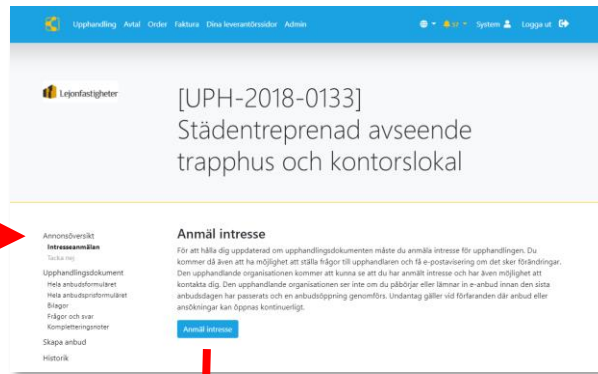 Upphandling Avtal Order Faktura Dina leverantörssidor Admin
System Logga ut
Lejonfastigheter
[UPH-2018-0133]
Städentreprenad avseende
trapphus och kontorslokal
Annonsöversikt
Intresseanmälan
Tacka nej
Upphandlingsdokument
Hela anbudsformuläret
Hela anbudsprisformuläret
Bilagor
Frågor och svar
Kompletteringsnoter
Skapa anbud
Historik
Anmäl intresse
För att hålla dig uppdaterad om upphandlingsdokumenten måste du anmäla intresse för upphandlingen. Du
kommer då även att ha möjlighet att ställa frågor till upphandlaren och få e-postavisering om det sker förändringar.
Den upphandlande organisationen kommer att kunna se att du har anmält intresse och har även möjlighet att
kontakta dig. Den upphandlande organisationen ser inte om du påbörjar eller lämnar in e-anbud innan den sista
anbudsdagen har passerats och en anbudsöppning genomförs. Undantag gäller vid förfaranden där anbud eller
ansökningar kan öppnas kontinuerligt.
Anmäl intresse